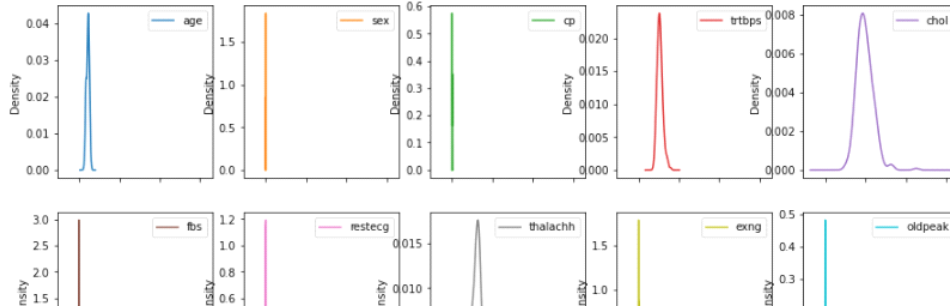 age
0.04
0.03
0.02
0.01
0.00
Density
sex
1.5
1.0
0.5
0.0
Density
cp
0.6
0.5
0.4
0.3
0.2
0.1
0.0
Density
trtbps
0.020
0.015
0.010
0.005
0.000
Density
chol
0.008
0.006
0.004
0.002
0.000
Density
fbs
3.0
2.5
2.0
1.5
Density
restecg
1.2
1.0
0.8
0.6
Density
thalachh
0.015
0.010
Density
exng
1.5
1.0
Density
oldpeak
0.5
0.4
0.3
Density